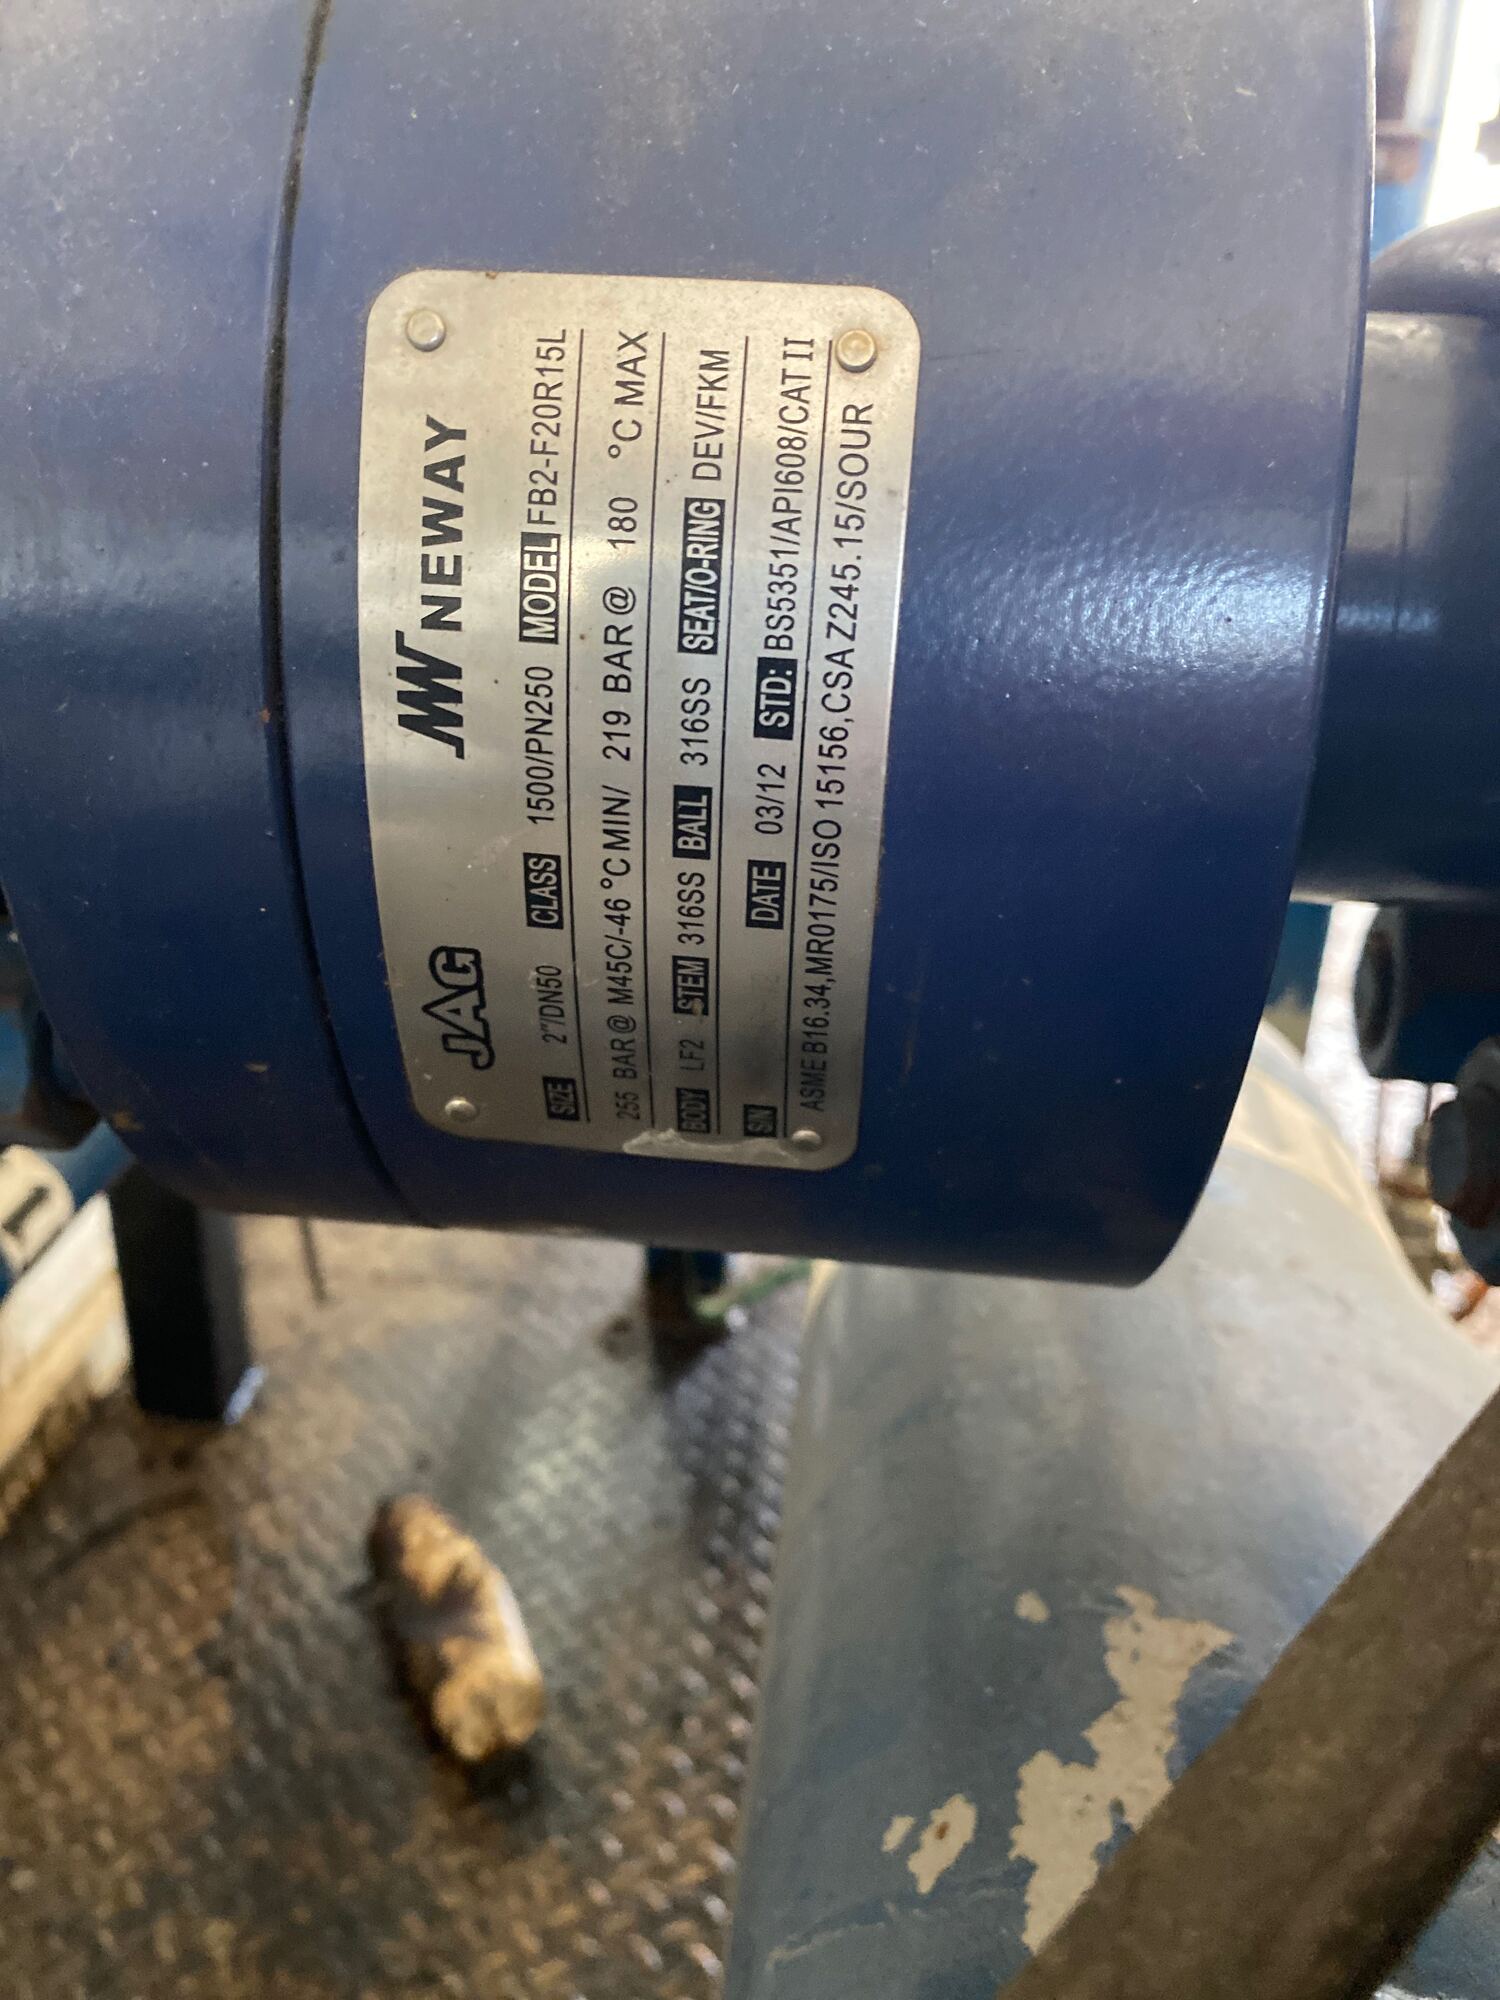 JAG NEWAY
SIZE 2"/DN50 CLASS 1500/PN250 MODEL FB2-F20R15L
255 BAR@ M45C/-46 °C MIN/ 219 BAR@ 180 °C MAX
BODY LF2 STEM 316SS BALL 316SS SEAT/O-RING DEV/FKM
S/N DATE 03/12 STD: BS5351/API608/CAT II
ASME B16.34,MR0175/ISO 15156,CSA Z245.15/SOUR